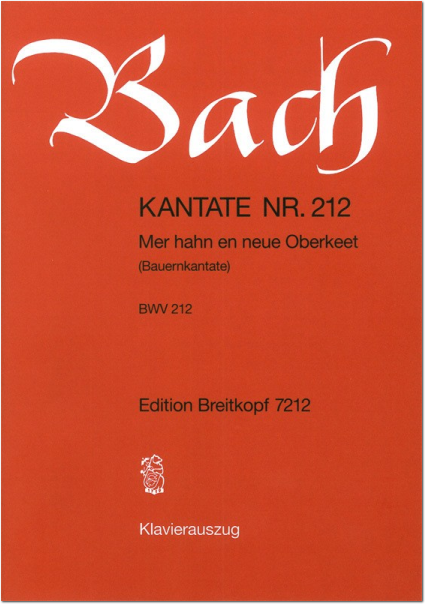 Bach
KANTATE NR. 212
Mer hahn en neue Oberkeet
(Bauernkantate)
BWV 212
Edition Breitkopf 7212
Klavierauszug